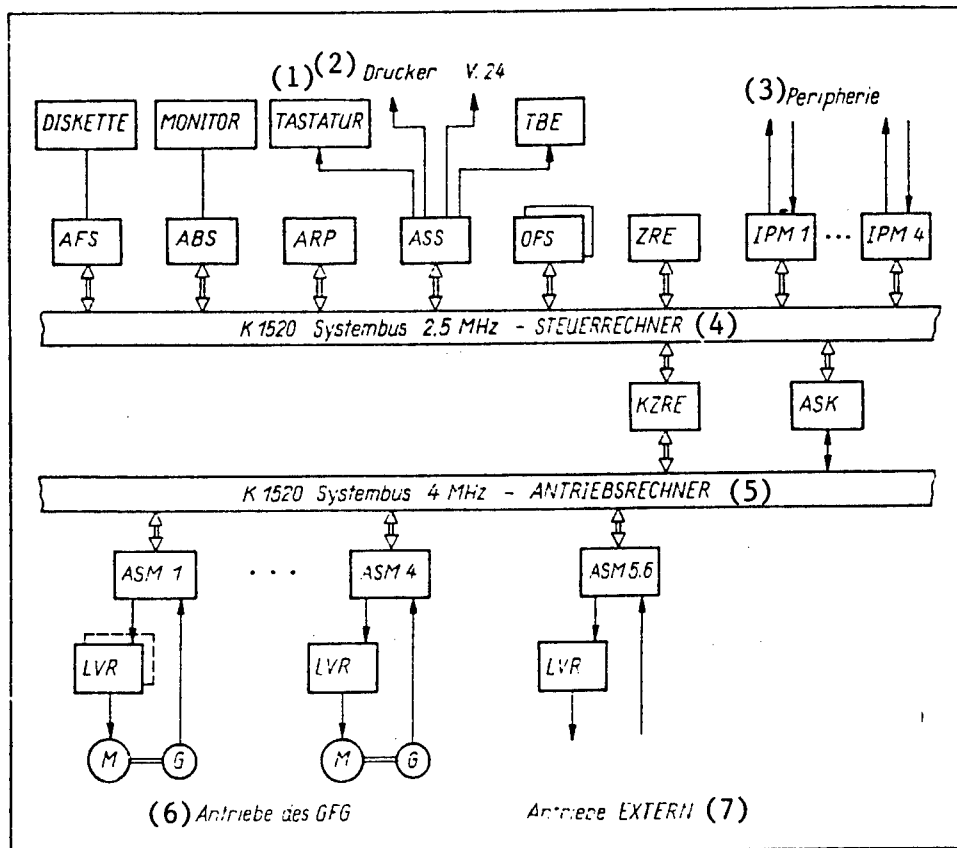 (1) (2) Drucker V.24
(3) Peripherie
DISKETTE MONITOR TASTATUR TBE
AFS ABS ARP ASS OFS ZRE IPM 1 ... IPM 4
K 1520 Systembus 2,5 MHz - STEUERRECHNER (4)
KZRE ASK
K 1520 Systembus 4 MHz - ANTRIEBSRECHNER (5)
ASM 1 ... ASM 4 ASM 5.6
LVR LVR LVR
M G M G
(6) Antriebe des GFG Antriebe EXTERN (7)